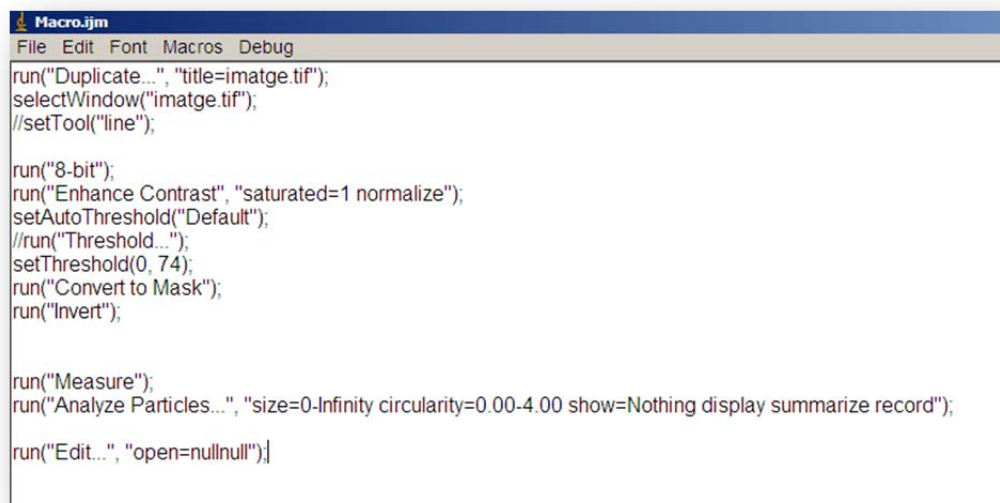 Macro.ijm
File Edit Font Macros Debug
run("Duplicate...", "title=imatge.tif");
selectWindow("imatge.tif");
//setTool("line");
run("8-bit");
run("Enhance Contrast", "saturated=1 normalize");
setAutoThreshold("Default");
//run("Threshold...");
setThreshold(0, 74);
run("Convert to Mask");
run("Invert");
run("Measure");
run("Analyze Particles...", "size=0-Infinity circularity=0.00-4.00 show=Nothing display summarize record");
run("Edit...", "open=nullnull");